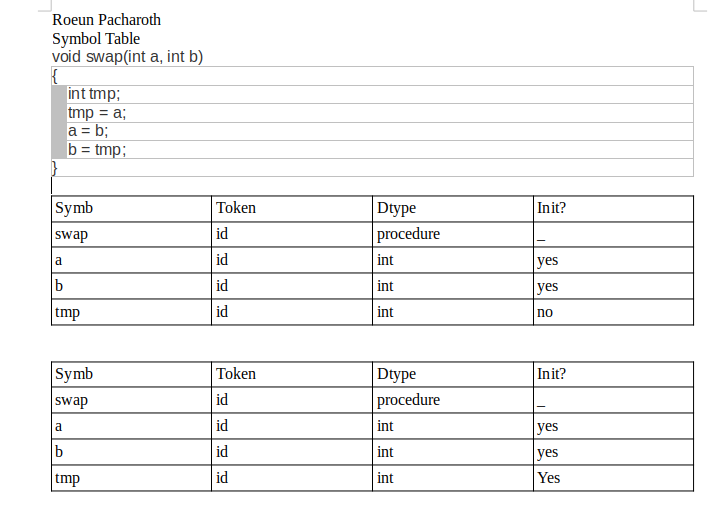 Roeun Pacharoth
Symbol Table
void swap(int a, int b)
{
int tmp;
tmp = a;
a = b;
b = tmp;
}
Symb Token Dtype Init?
swap id procedure _
a id int yes
b id int yes
tmp id int no
Symb Token Dtype Init?
swap id procedure _
a id int yes
b id int yes
tmp id int Yes